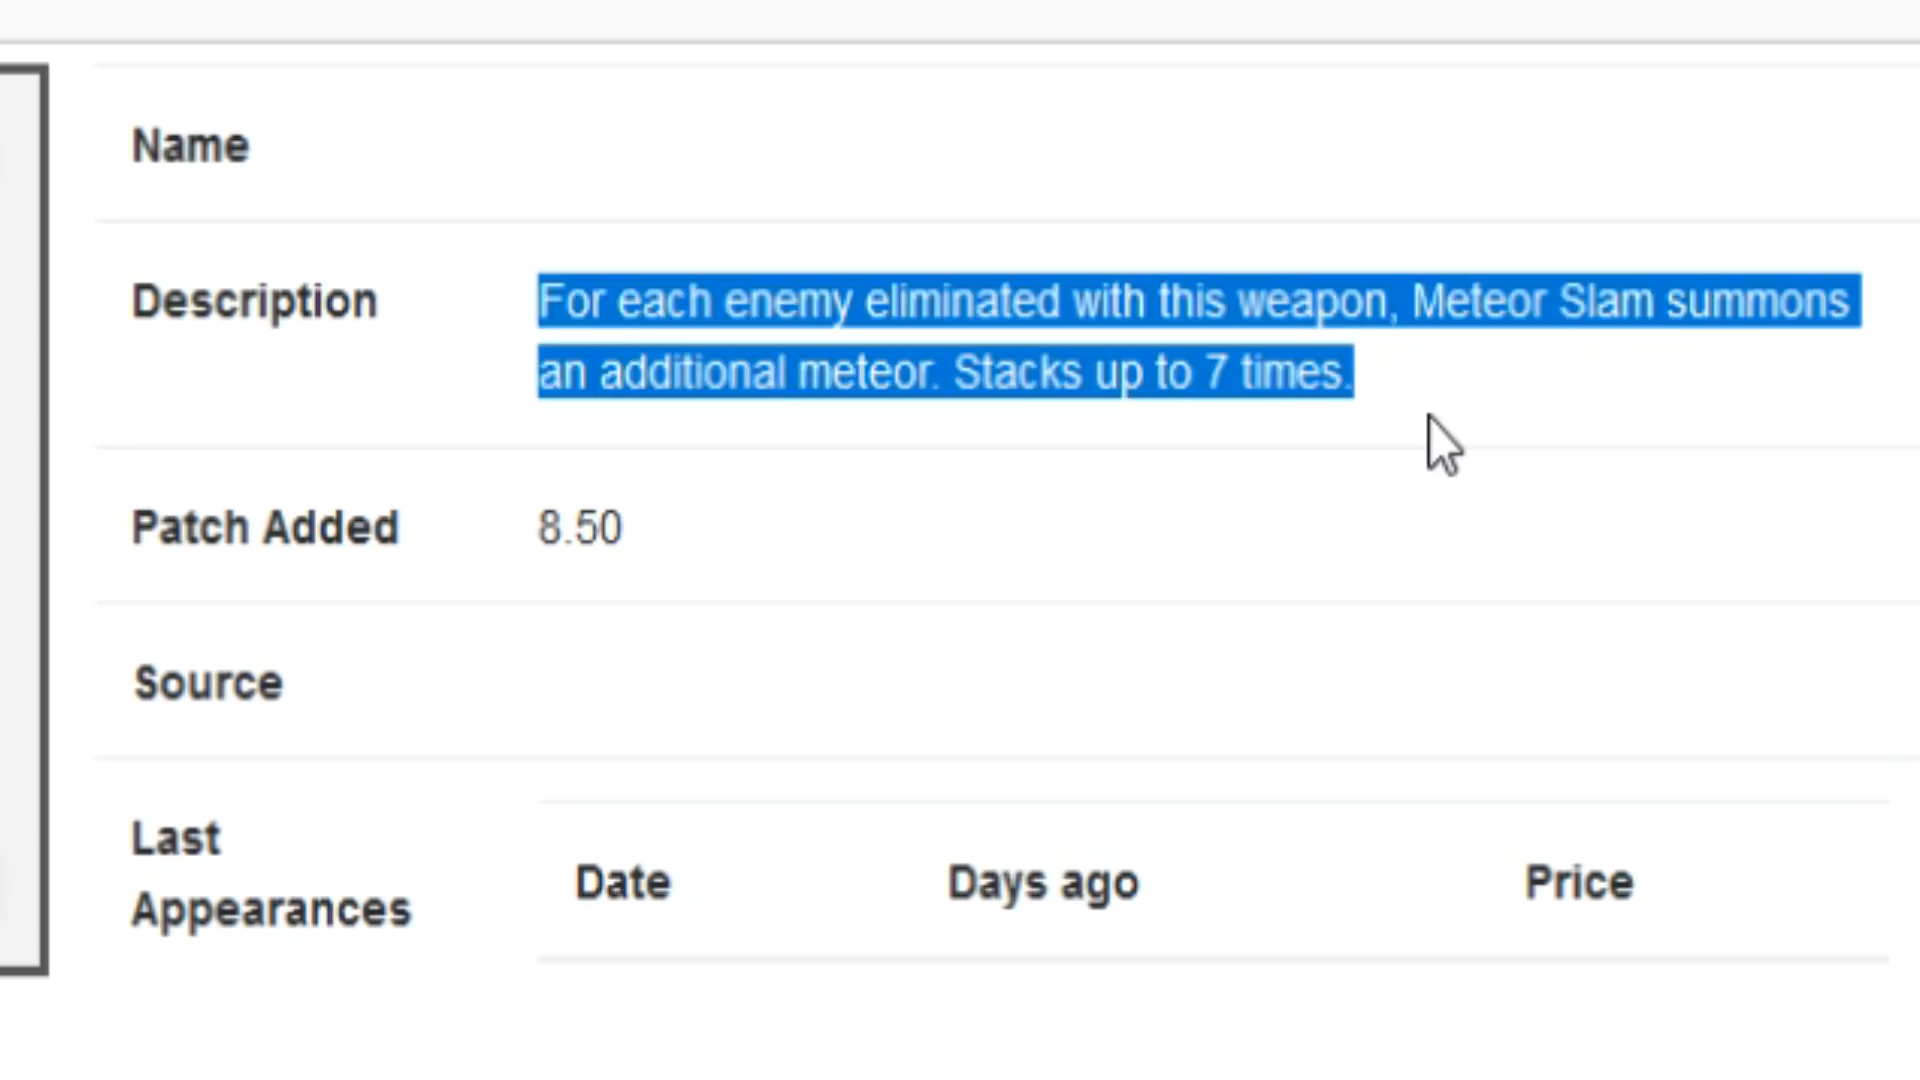 Name
Description
For each enemy eliminated with this weapon, Meteor Slam summons
an additional meteor. Stacks up to 7 times.
Patch Added 8.50
Source
Last
Appearances
Date Days ago Price